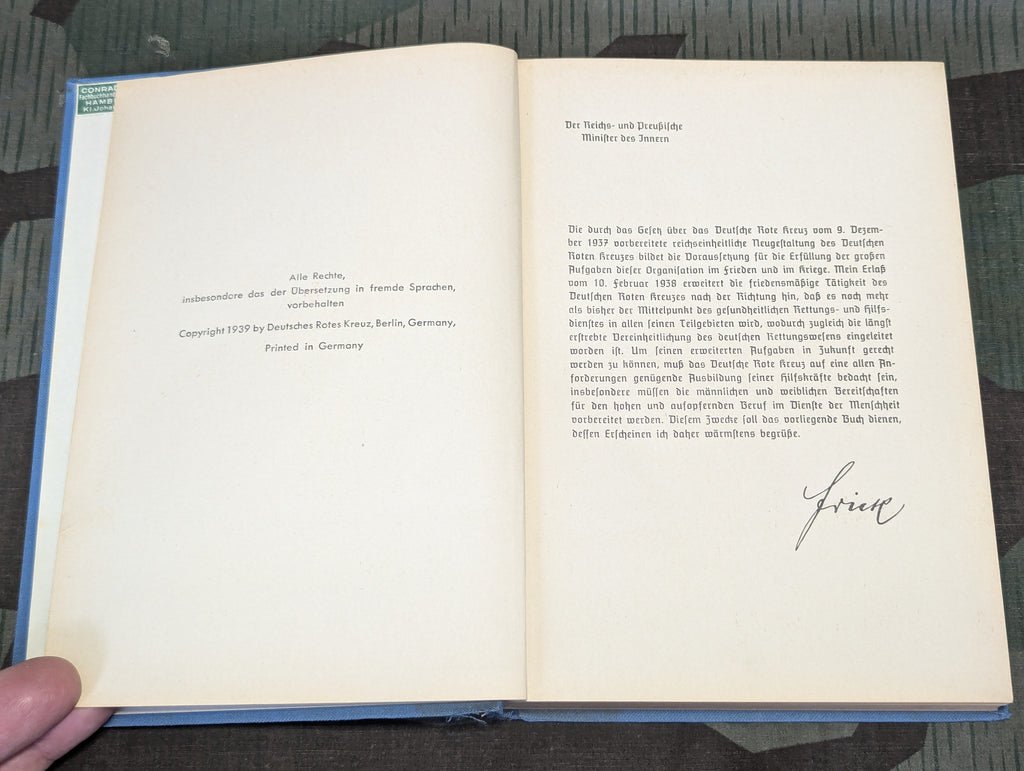 CONRAD
HAMB
Alle Rechte,
insbesondere das der Übersetzung in fremde Sprachen,
vorbehalten
Copyright 1939 by Deutsches Rotes Kreuz, Berlin, Germany,
Printed in Germany
Der Reichs- und Preußische
Minister des Innern
Die durch das Gesetz über das Deutsche Rote Kreuz vom 9. Dezem-
ber 1937 vorbereitete reichseinheitliche Neugestaltung des Deutschen
Roten Kreuzes bildet die Voraussetzung für die Erfüllung der großen
Aufgaben dieser Organisation im Frieden und im Kriege. Mein Erlaß
vom 10. Februar 1938 erweitert die friedensmäßige Tätigkeit des
Deutschen Roten Kreuzes nach der Richtung hin, daß es noch mehr
als bisher der Mittelpunkt des gesundheitlichen Rettungs- und Hilfs-
dienstes in allen seinen Teilgebieten wird, wodurch zugleich die längst
erstrebte Vereinheitlichung des deutschen Rettungswesens eingeleitet
worden ist. Um seinen erweiterten Aufgaben in Zukunft gerecht
werden zu können, muß das Deutsche Rote Kreuz auf eine allen An-
forderungen genügende Ausbildung seiner Hilfskräfte bedacht sein,
insbesondere müssen die männlichen und weiblichen Bereitschaften
für den hohen und aufopfernden Beruf im Dienste der Menschheit
vorbereitet werden. Diesem Zwecke soll das vorliegende Buch dienen,
dessen Erscheinen ich daher wärmstens begrüße.
Frick